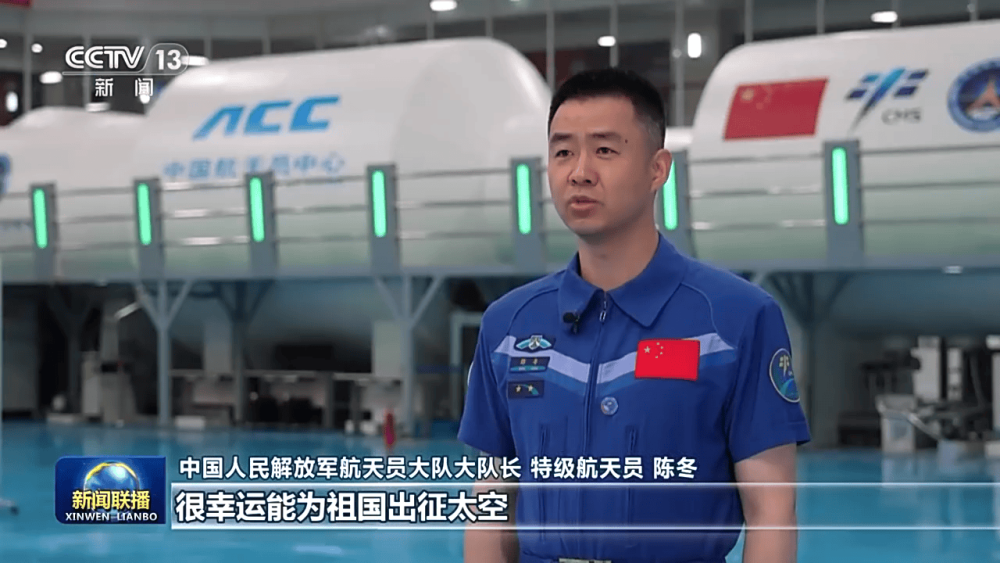 CCTV 13
新闻
ACC
中国航天员中心
CMS
中国人民解放军航天员大队大队长 特级航天员 陈冬
新闻联播
XINWEN LIANBO
很幸运能为祖国出征太空